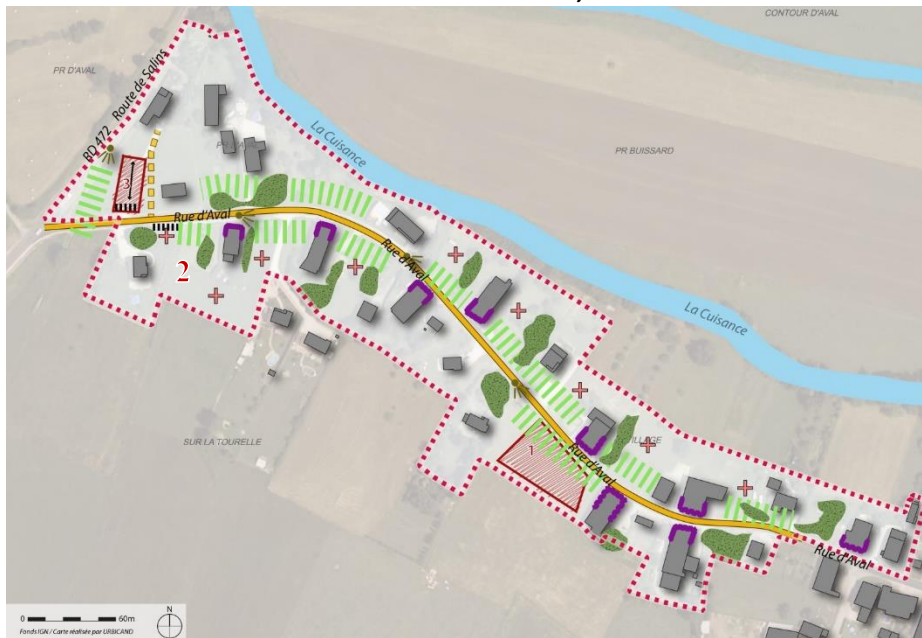 CONTOUR D'AVAL
PR D'AVAL
RD 472 Route de Salins
La Cuisance
PR BUISSARD
3
Rue d'Aval
2
Rue d'Aval
La Cuisance
SUR LA TOURELLE
1
Rue d'Aval
Rue d'Aval
0 60m
N
Fonds IGN / Carte réalisée par URBICAND